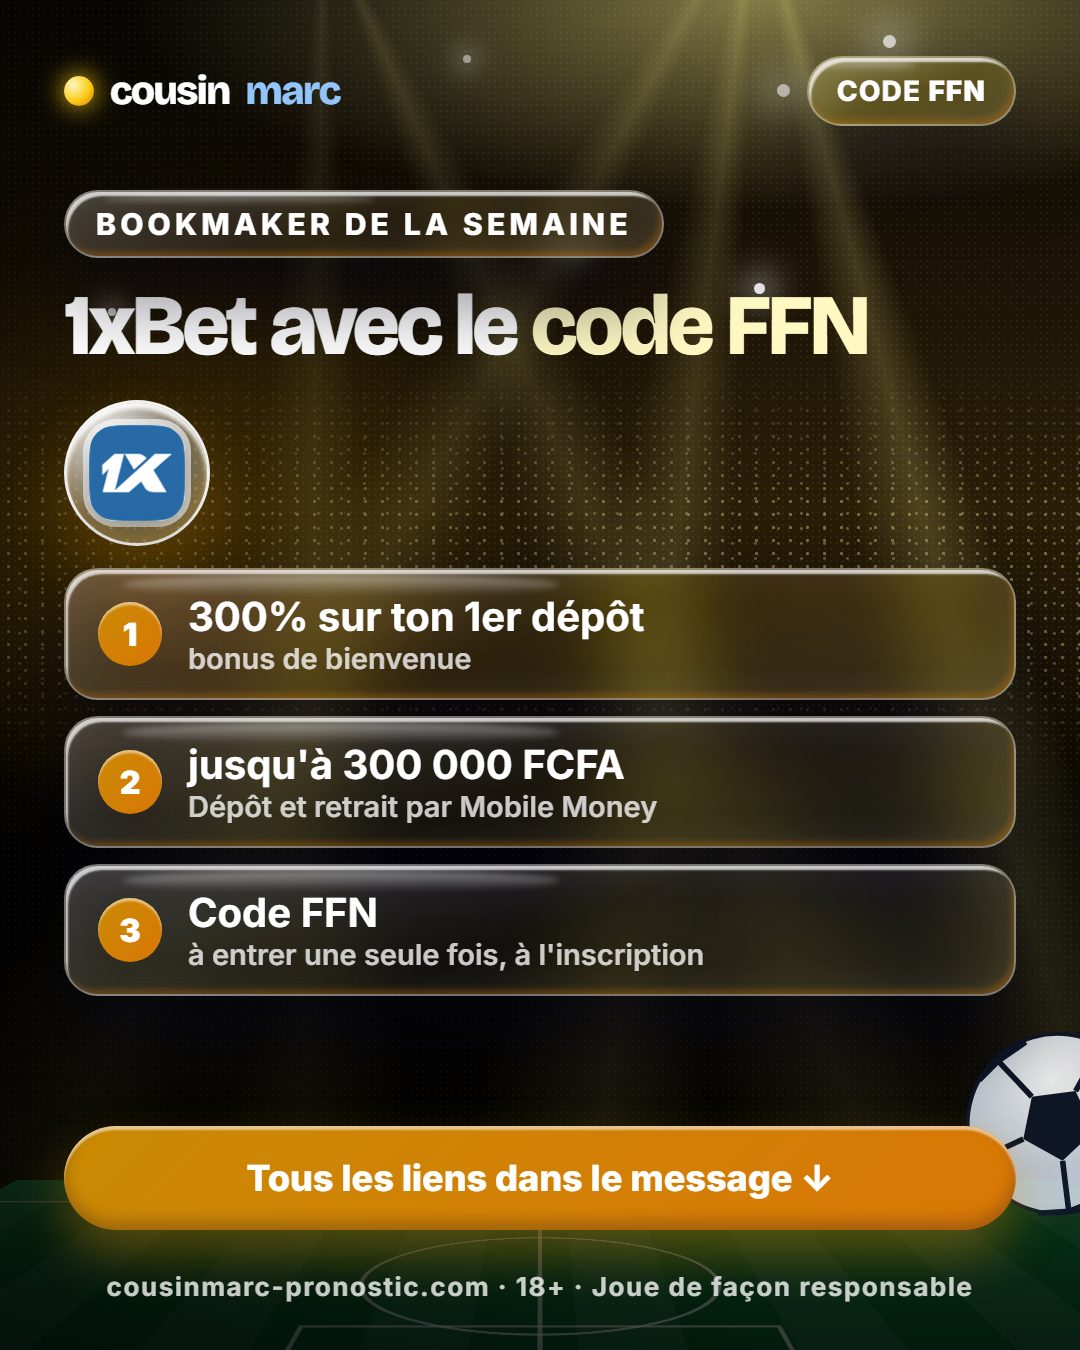 cousin marc
CODE FFN
BOOKMAKER DE LA SEMAINE
1xBet avec le code FFN
1X
1
300% sur ton 1er dépôt
bonus de bienvenue
2
jusqu'à 300 000 FCFA
Dépôt et retrait par Mobile Money
3
Code FFN
à entrer une seule fois, à l'inscription
Tous les liens dans le message ↓
cousinmarc-pronostic.com · 18+ · Joue de façon responsable